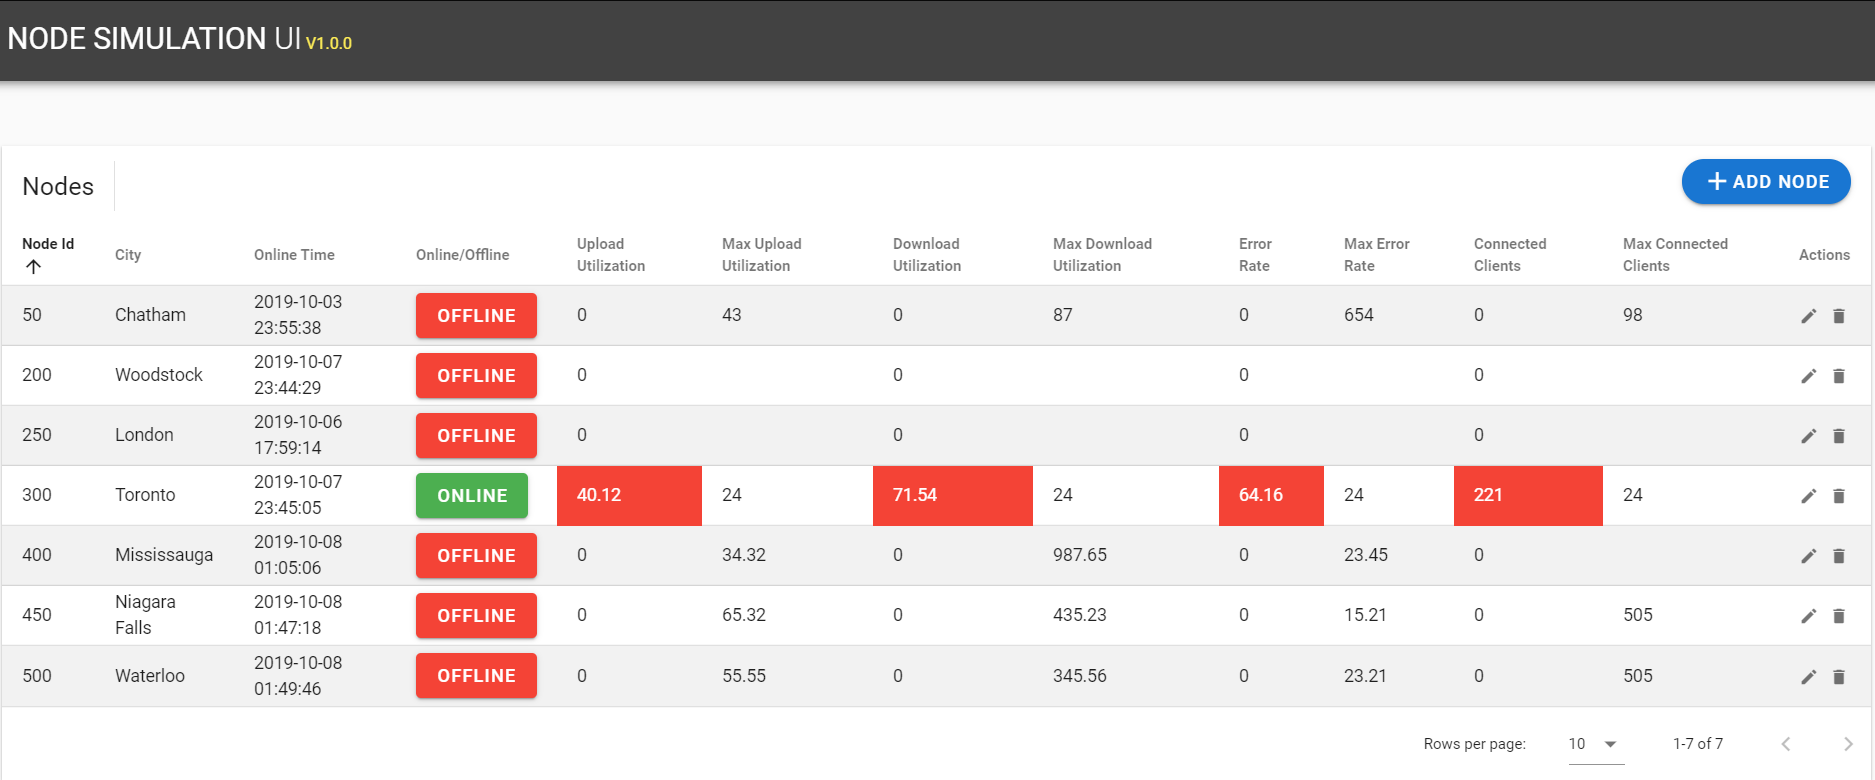 NODE SIMULATION UI V1.0.0
Nodes
ADD NODE
Node Id City Online Time Online/Offline Upload Utilization Max Upload Utilization Download Utilization Max Download Utilization Error Rate Max Error Rate Connected Clients Max Connected Clients Actions
50 Chatham 2019-10-03 23:55:38 OFFLINE 0 43 0 87 0 654 0 98
200 Woodstock 2019-10-07 23:44:29 OFFLINE 0 0 0 0
250 London 2019-10-06 17:59:14 OFFLINE 0 0 0 0
300 Toronto 2019-10-07 23:45:05 ONLINE 40.12 24 71.54 24 64.16 24 221 24
400 Mississauga 2019-10-08 01:05:06 OFFLINE 0 34.32 0 987.65 0 23.45 0
450 Niagara Falls 2019-10-08 01:47:18 OFFLINE 0 65.32 0 435.23 0 15.21 0 505
500 Waterloo 2019-10-08 01:49:46 OFFLINE 0 55.55 0 345.56 0 23.21 0 505
Rows per page: 10 1-7 of 7